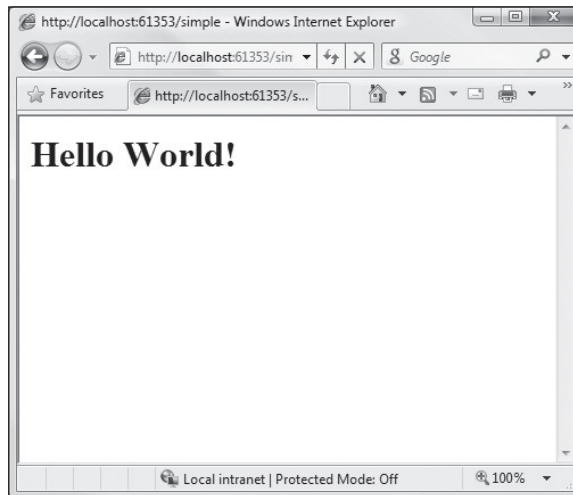 http://localhost:61353/simple - Windows Internet Explorer
http://localhost:61353/sim
Google
Favorites
http://localhost:61353/s...
Hello World!
Local intranet | Protected Mode: Off
100%